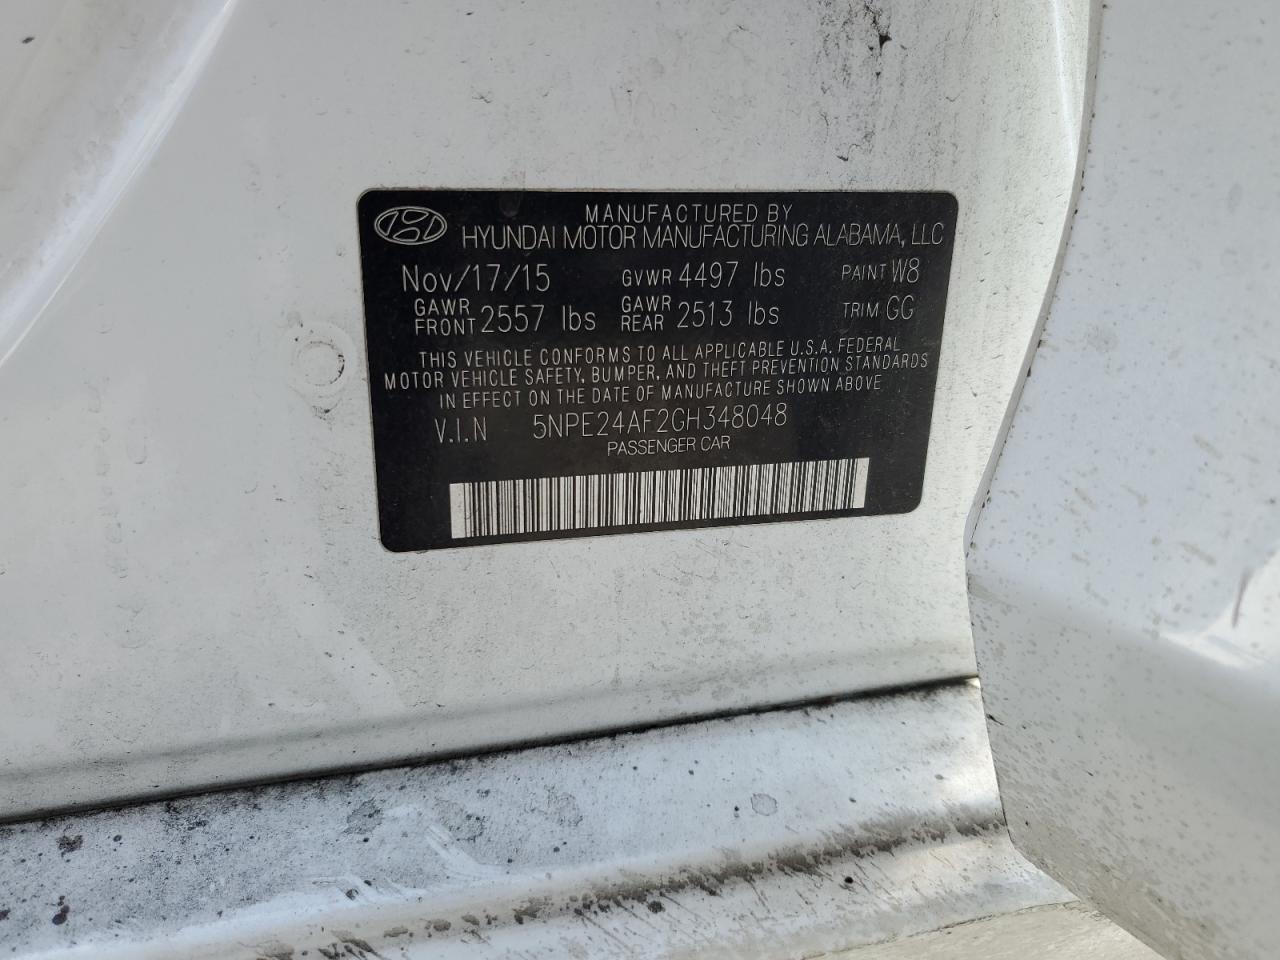 MANUFACTURED BY
HYUNDAI MOTOR MANUFACTURING ALABAMA, LLC
Nov/17/15 GVWR 4497 lbs PAINT W8
GAWR FRONT 2557 lbs GAWR REAR 2513 lbs TRIM GG
THIS VEHICLE CONFORMS TO ALL APPLICABLE U.S.A. FEDERAL
MOTOR VEHICLE SAFETY, BUMPER, AND THEFT PREVENTION STANDARDS
IN EFFECT ON THE DATE OF MANUFACTURE SHOWN ABOVE
V.I.N 5NPE24AF2GH348048
PASSENGER CAR